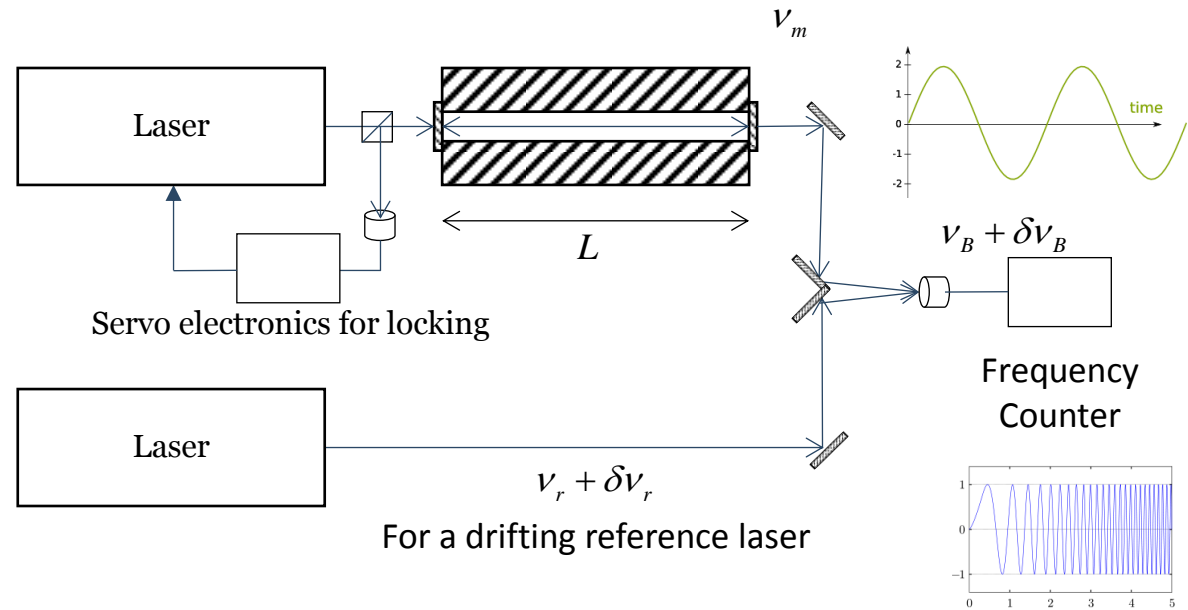 ν_m
2
1
0
-1
-2
time
Laser
L
ν_B + δν_B
Servo electronics for locking
Frequency
Counter
Laser
ν_r + δν_r
For a drifting reference laser
1
0
−1
0 1 2 3 4 5